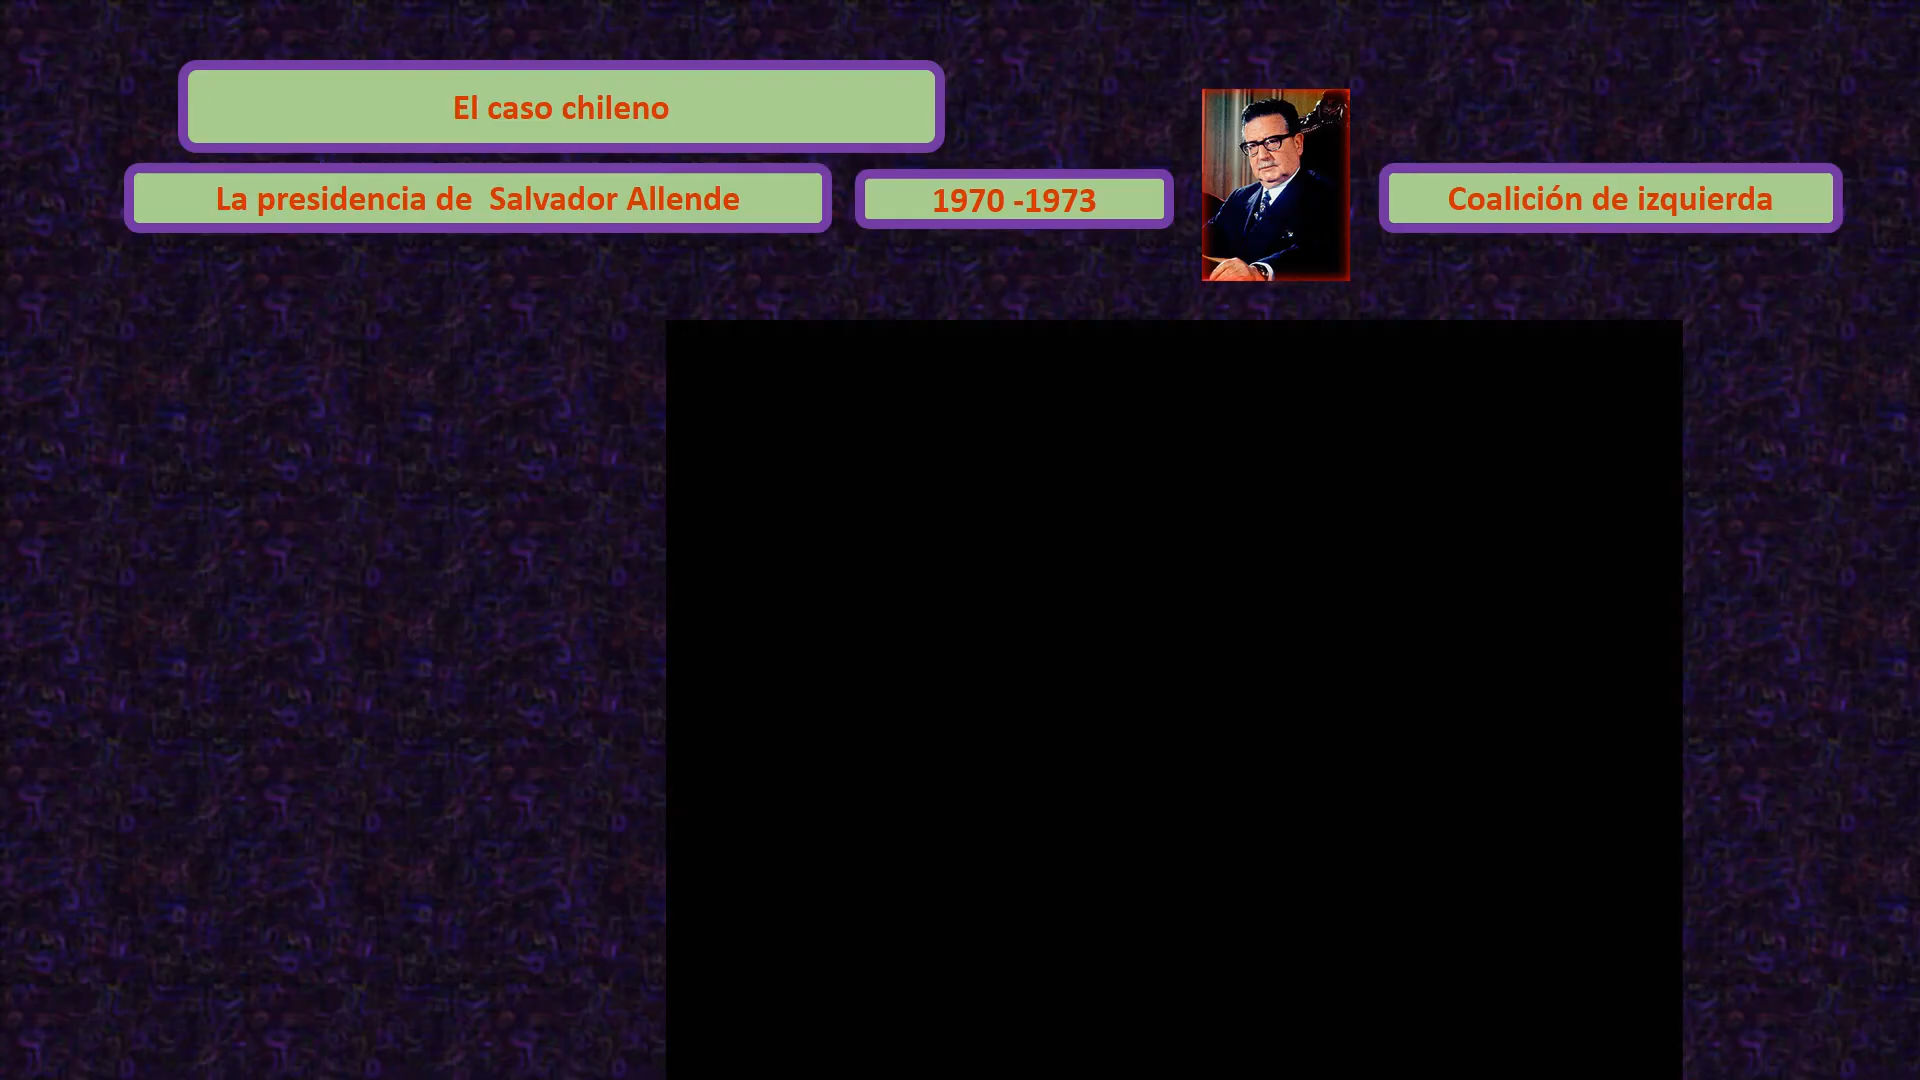 El caso chileno
La presidencia de  Salvador Allende
1970 -1973
Coalición de izquierda